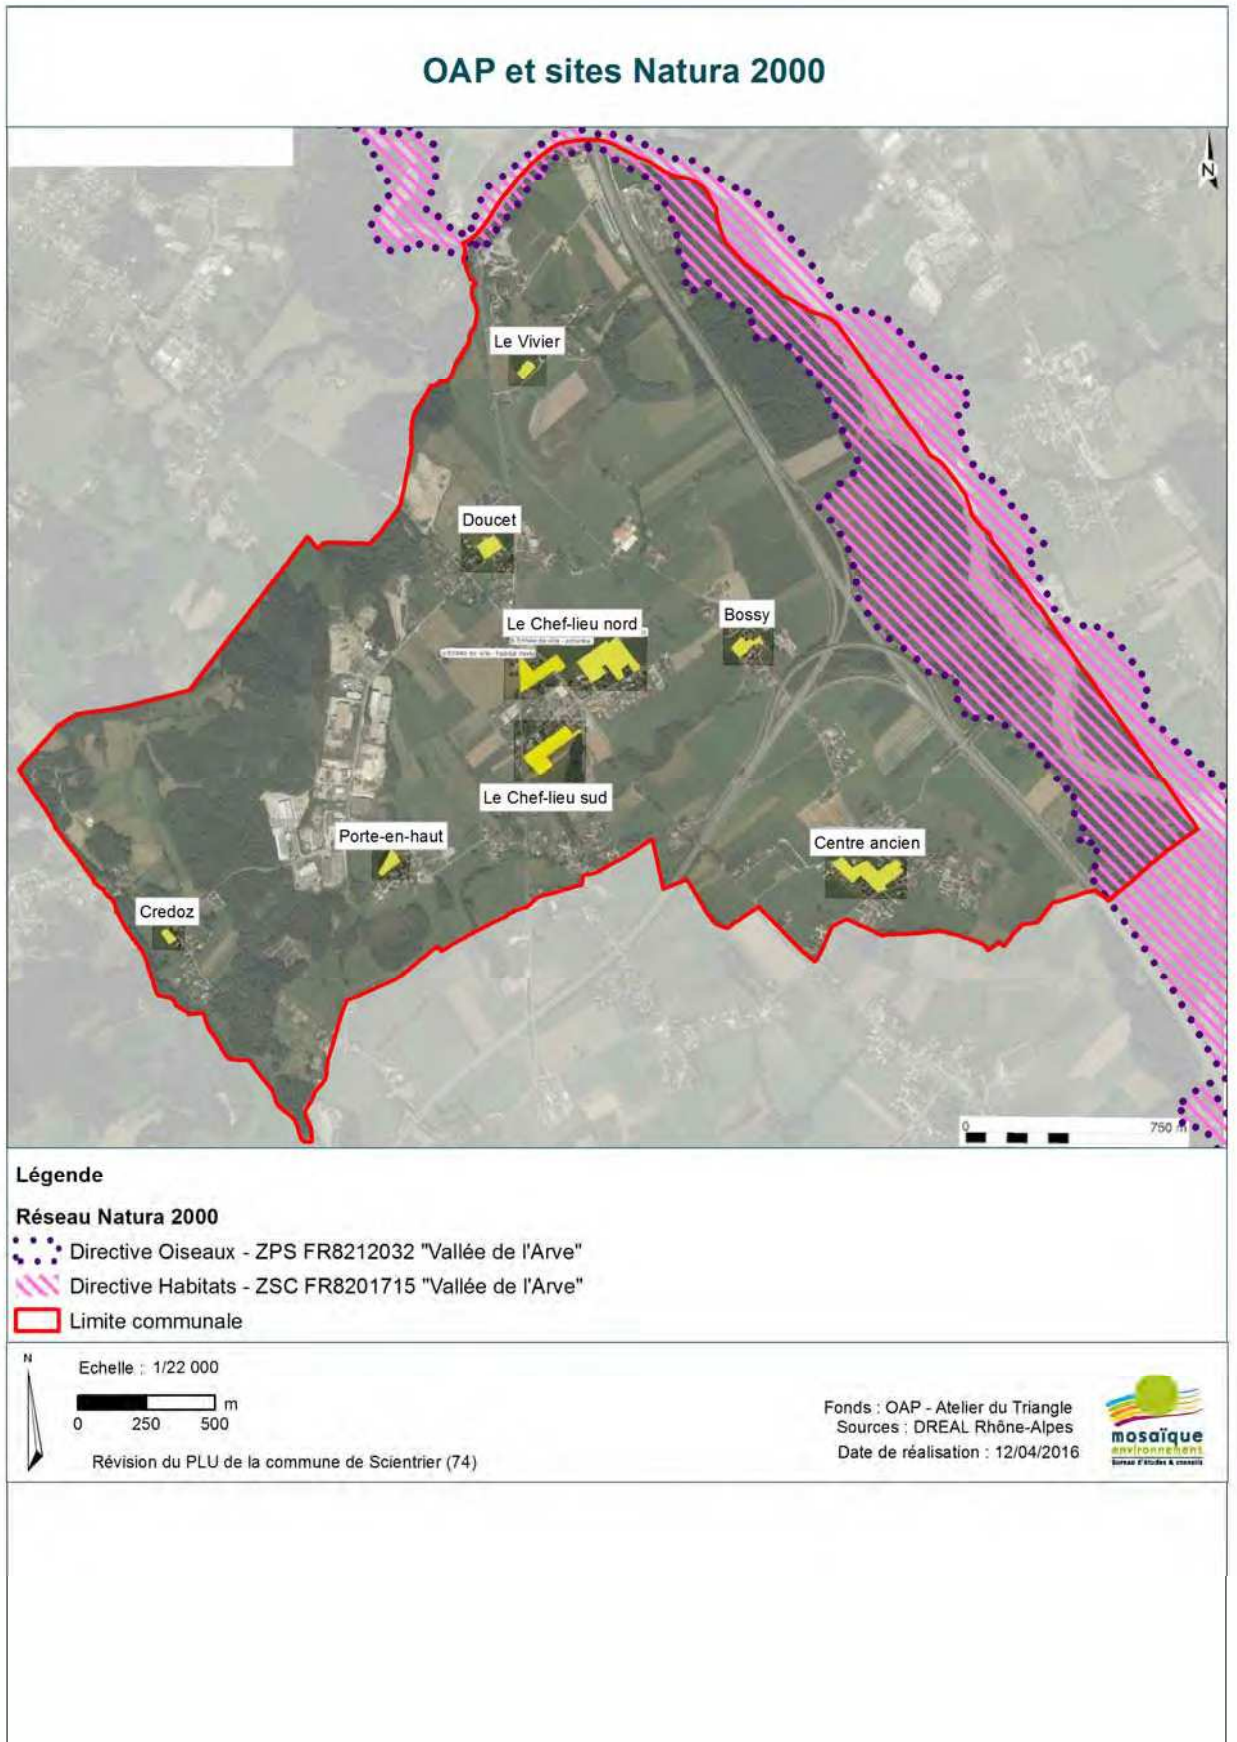 OAP et sites Natura 2000
N
Le Vivier
Doucet
Le Chef-lieu nord
Bossy
Le Chef-lieu sud
Porte-en-haut
Centre ancien
Credoz
0 750 m
Légende
Réseau Natura 2000
Directive Oiseaux - ZPS FR8212032 "Vallée de l'Arve"
Directive Habitats - ZSC FR8201715 "Vallée de l'Arve"
Limite communale
N
Echelle : 1/22 000
m
0 250 500
Révision du PLU de la commune de Scientrier (74)
Fonds : OAP - Atelier du Triangle
Sources : DREAL Rhône-Alpes
Date de réalisation : 12/04/2016
mosaïque
environnement
bureau d'études & conseils